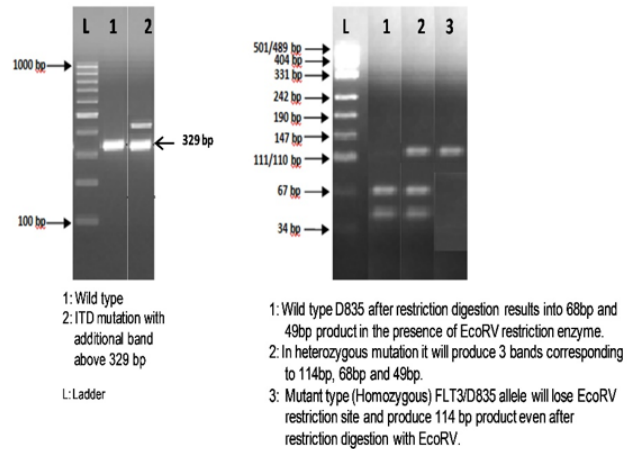 L 1 2
1000 bp
329 bp
100 bp
1: Wild type
2: ITD mutation with
additional band
above 329 bp
L: Ladder
L 1 2 3
501/489 bp
404 bp
331 bp
242 bp
190 bp
147 bp
111/110 bp
67 bp
34 bp
1: Wild type D835 after restriction digestion results into 68bp and
49bp product in the presence of EcoRV restriction enzyme.
2: In heterozygous mutation it will produce 3 bands corresponding
to 114bp, 68bp and 49bp.
3: Mutant type (Homozygous) FLT3/D835 allele will lose EcoRV
restriction site and produce 114 bp product even after
restriction digestion with EcoRV.